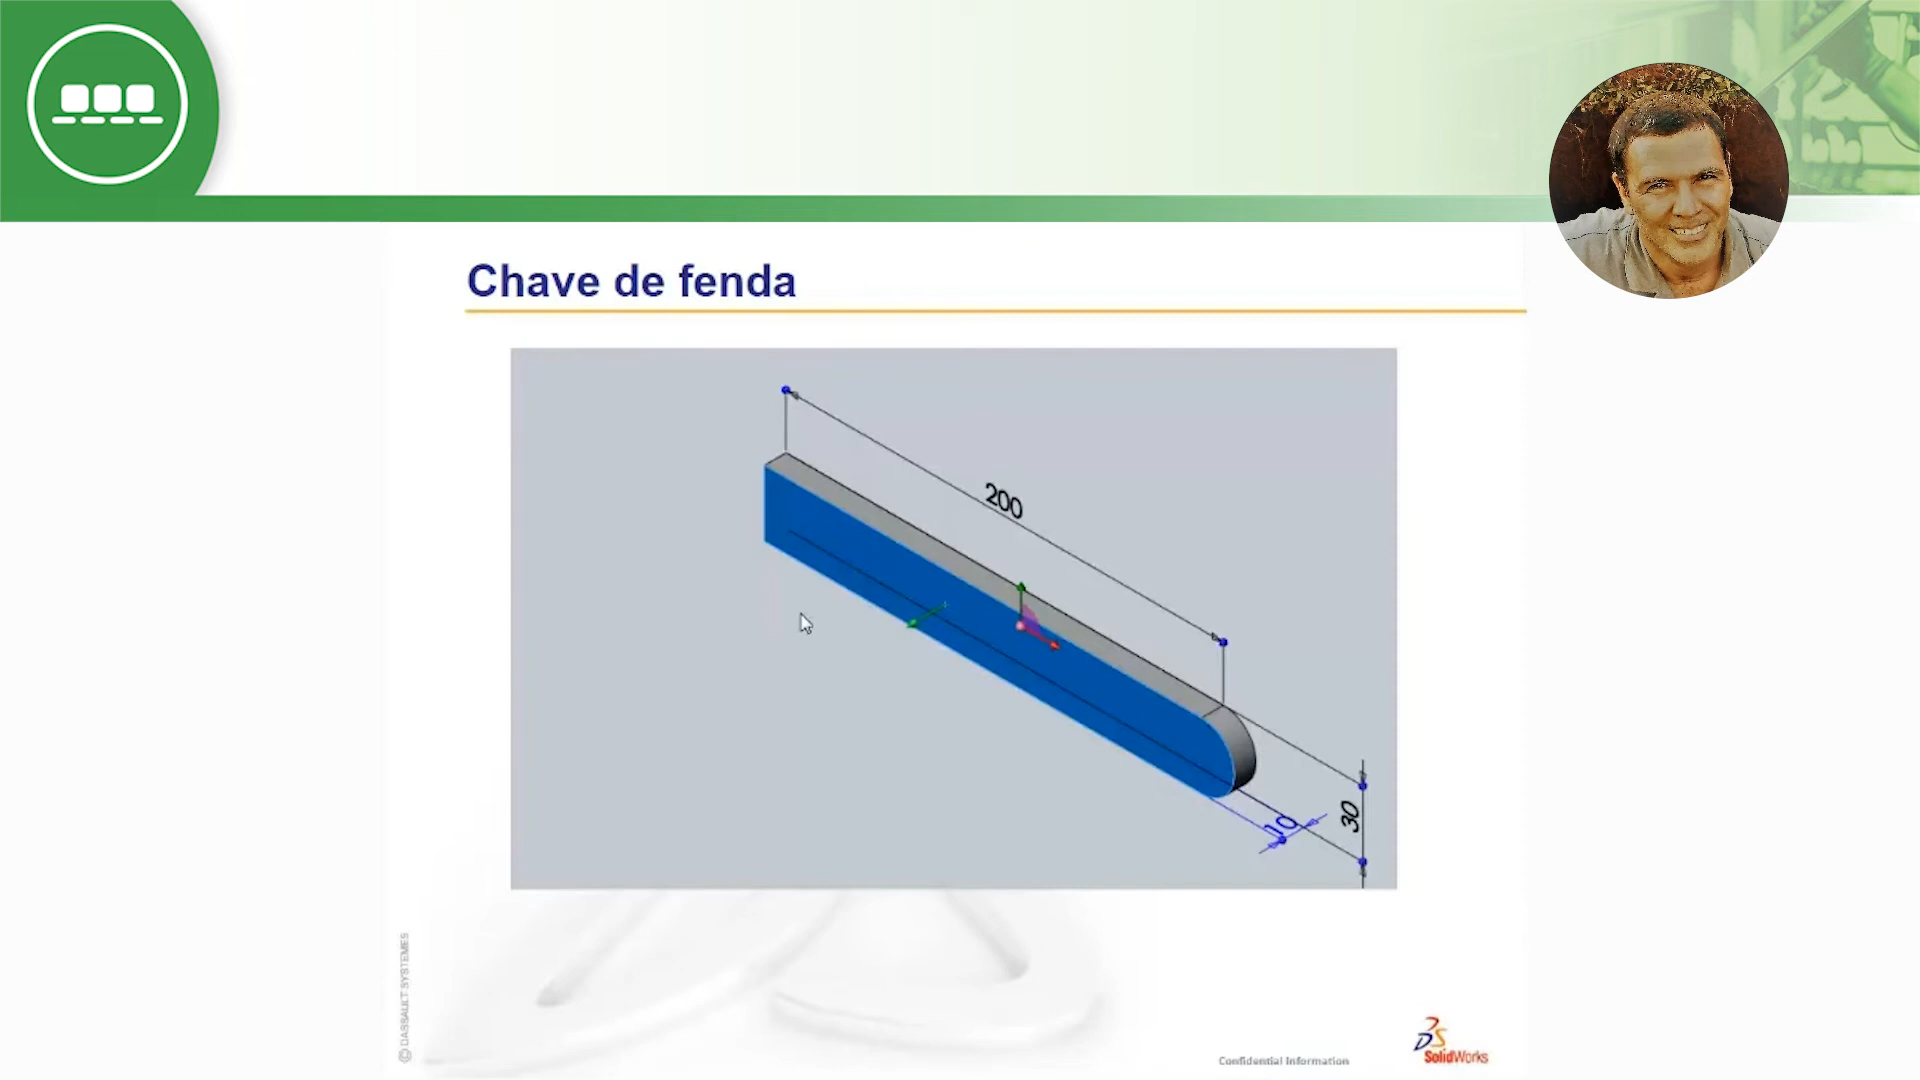 Chave de fenda
200
10
30
© DASSAULT SYSTEMES
Confidential Information
SolidWorks